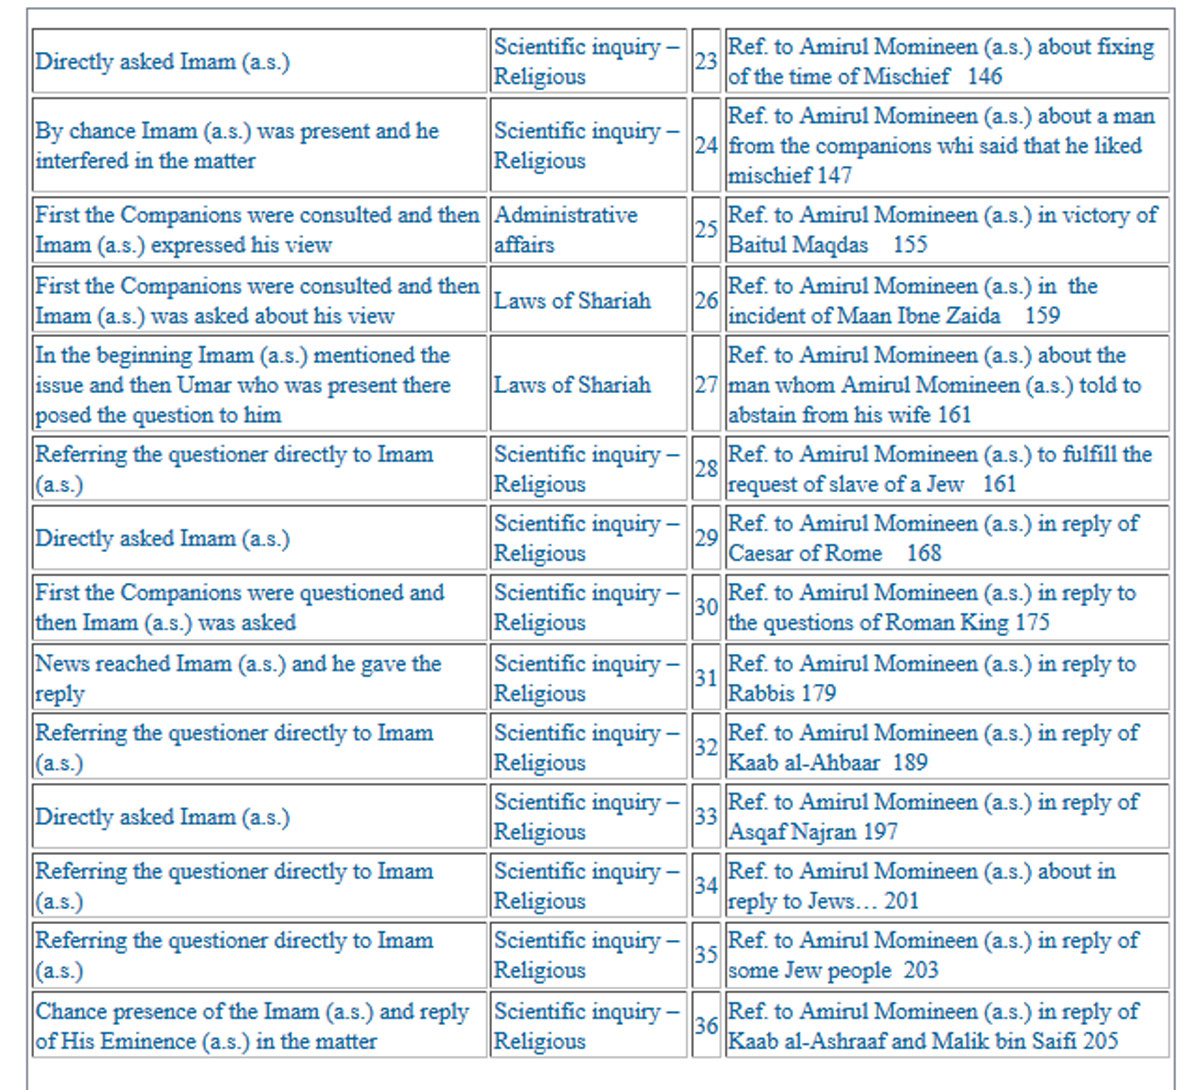 Directly asked Imam (a.s.)
Scientific inquiry –
Religious
23
Ref. to Amirul Momineen (a.s.) about fixing
of the time of Mischief 146
By chance Imam (a.s.) was present and he
interfered in the matter
Scientific inquiry –
Religious
24
Ref. to Amirul Momineen (a.s.) about a man
from the companions whi said that he liked
mischief 147
First the Companions were consulted and then
Imam (a.s.) expressed his view
Administrative
affairs
25
Ref. to Amirul Momineen (a.s.) in victory of
Baitul Maqdas 155
First the Companions were consulted and then
Imam (a.s.) was asked about his view
Laws of Shariah
26
Ref. to Amirul Momineen (a.s.) in the
incident of Maan Ibne Zaida 159
In the beginning Imam (a.s.) mentioned the
issue and then Umar who was present there
posed the question to him
Laws of Shariah
27
Ref. to Amirul Momineen (a.s.) about the
man whom Amirul Momineen (a.s.) told to
abstain from his wife 161
Referring the questioner directly to Imam
(a.s.)
Scientific inquiry –
Religious
28
Ref. to Amirul Momineen (a.s.) to fulfill the
request of slave of a Jew 161
Directly asked Imam (a.s.)
Scientific inquiry –
Religious
29
Ref. to Amirul Momineen (a.s.) in reply of
Caesar of Rome 168
First the Companions were questioned and
then Imam (a.s.) was asked
Scientific inquiry –
Religious
30
Ref. to Amirul Momineen (a.s.) in reply to
the questions of Roman King 175
News reached Imam (a.s.) and he gave the
reply
Scientific inquiry –
Religious
31
Ref. to Amirul Momineen (a.s.) in reply to
Rabbis 179
Referring the questioner directly to Imam
(a.s.)
Scientific inquiry –
Religious
32
Ref. to Amirul Momineen (a.s.) in reply of
Kaab al-Ahbaar 189
Directly asked Imam (a.s.)
Scientific inquiry –
Religious
33
Ref. to Amirul Momineen (a.s.) in reply of
Asqaf Najran 197
Referring the questioner directly to Imam
(a.s.)
Scientific inquiry –
Religious
34
Ref. to Amirul Momineen (a.s.) about in
reply to Jews… 201
Referring the questioner directly to Imam
(a.s.)
Scientific inquiry –
Religious
35
Ref. to Amirul Momineen (a.s.) in reply of
some Jew people 203
Chance presence of the Imam (a.s.) and reply
of His Eminence (a.s.) in the matter
Scientific inquiry –
Religious
36
Ref. to Amirul Momineen (a.s.) in reply of
Kaab al-Ashraaf and Malik bin Saifi 205